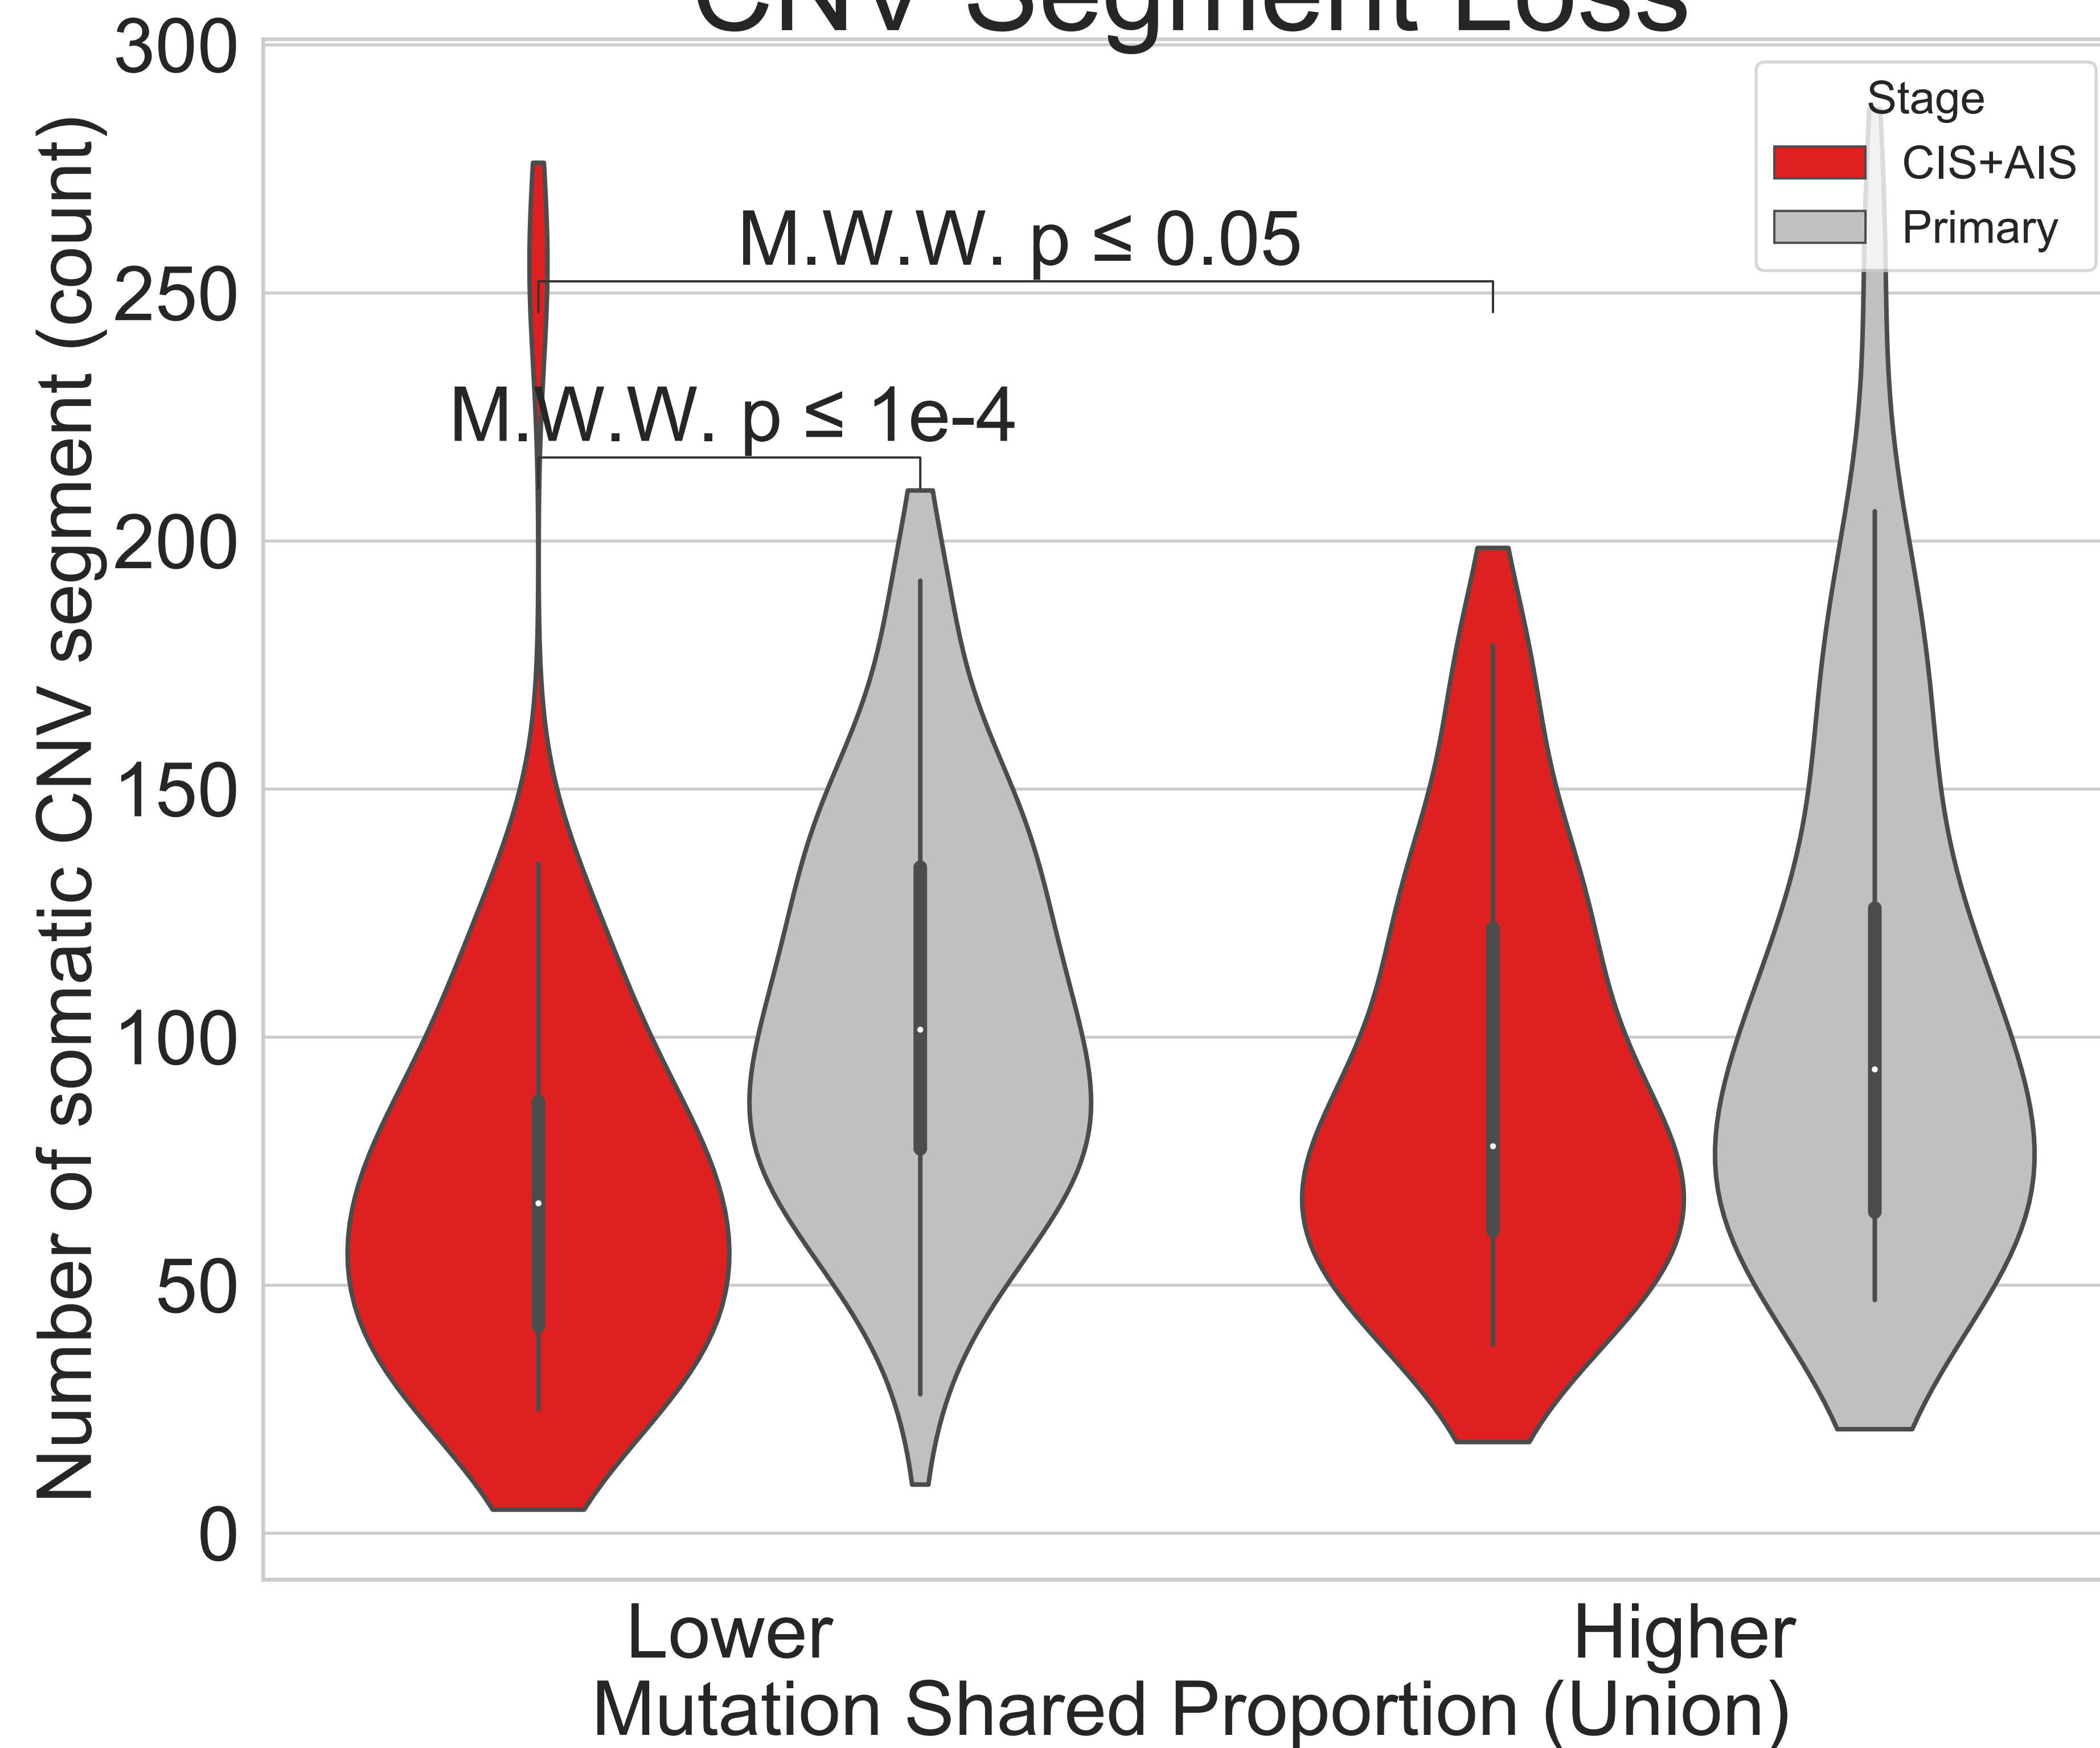 CNV Segment Loss
Number of somatic CNV segment (count)
300
250
200
150
100
50
0
Stage
CIS+AIS
Primary
M.W.W. p ≤ 0.05
M.W.W. p ≤ 1e-4
Lower
Higher
Mutation Shared Proportion (Union)